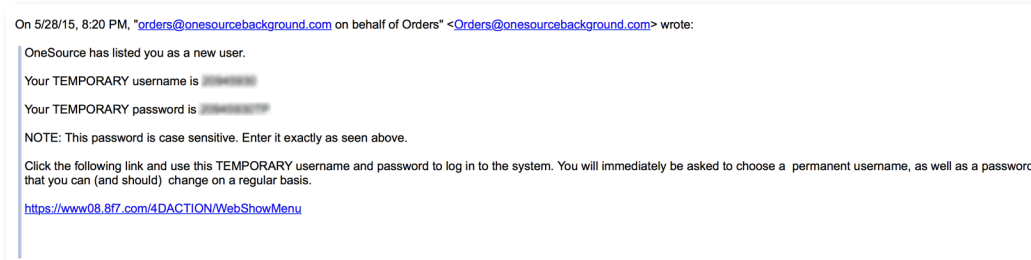 On 5/28/15, 8:20 PM, "orders@onesourcebackground.com on behalf of Orders" <Orders@onesourcebackground.com> wrote:
OneSource has listed you as a new user.
Your TEMPORARY username is
Your TEMPORARY password is
NOTE: This password is case sensitive. Enter it exactly as seen above.
Click the following link and use this TEMPORARY username and password to log in to the system. You will immediately be asked to choose a  permanent username, as well as a password
that you can (and should)  change on a regular basis.
https://www08.8f7.com/4DACTION/WebShowMenu